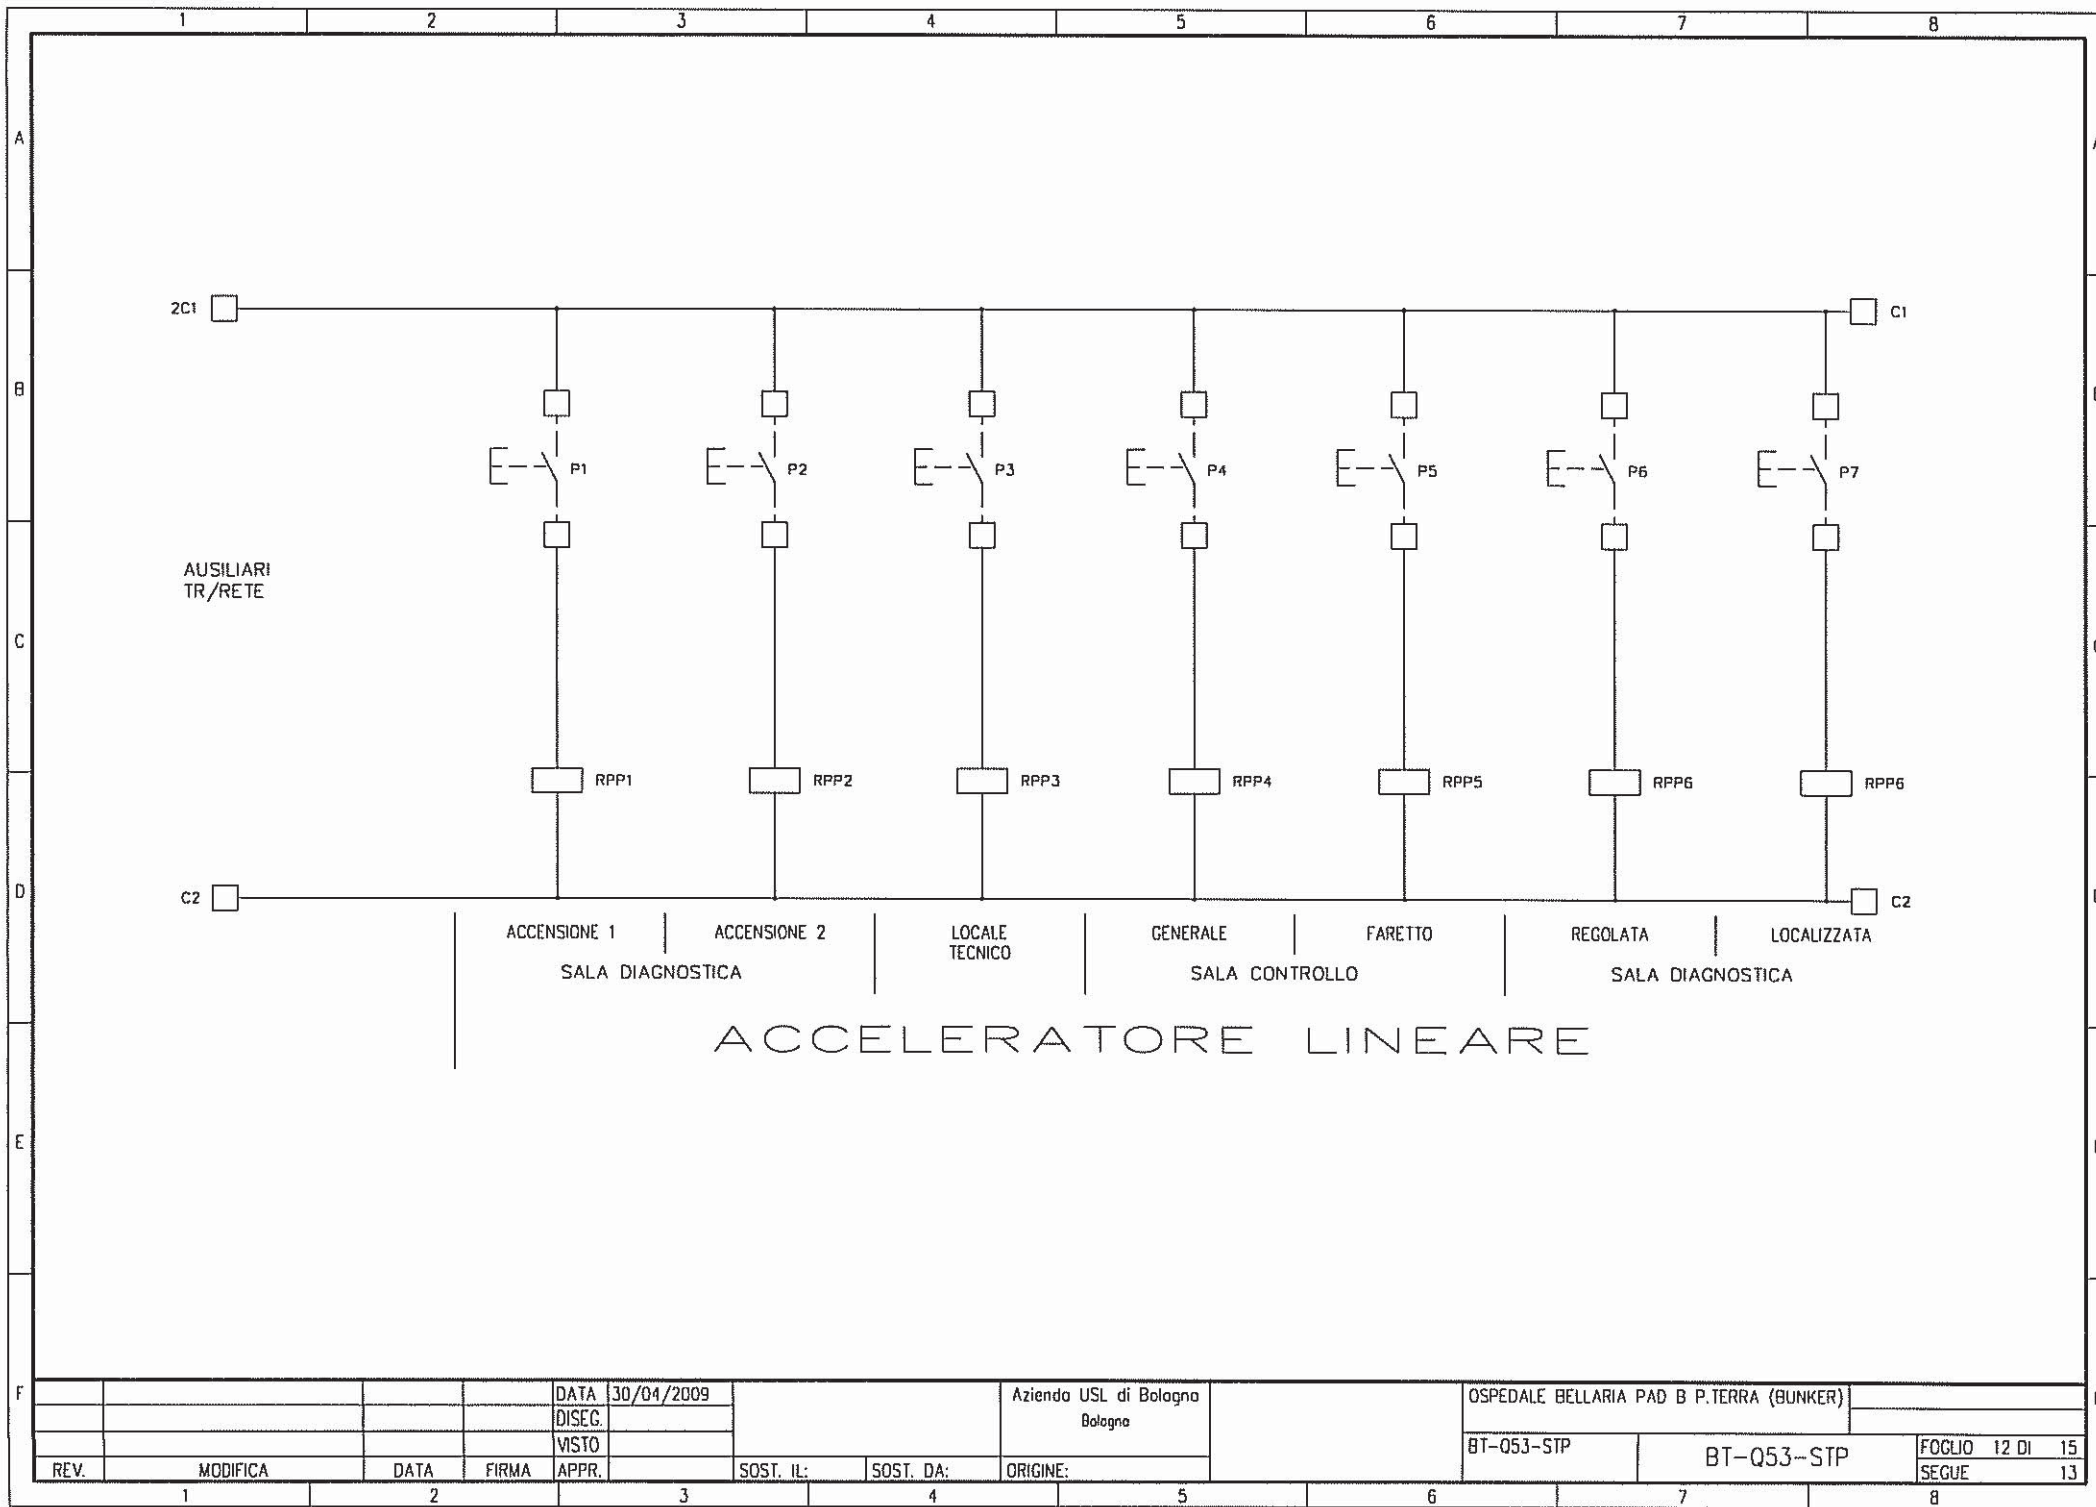 1 2 3 4 5 6 7 8
A
2C1 C1
B
P1 P2 P3 P4 P5 P6 P7
AUSILIARI
TR/RETE
C
RPP1 RPP2 RPP3 RPP4 RPP5 RPP6 RPP6
D
C2 C2
ACCENSIONE 1 ACCENSIONE 2 LOCALE TECNICO GENERALE FARETTO REGOLATA LOCALIZZATA
SALA DIAGNOSTICA SALA CONTROLLO SALA DIAGNOSTICA
ACCELERATORE LINEARE
E
F
DATA 30/04/2009 Azienda USL di Bologna OSPEDALE BELLARIA PAD B P.TERRA (BUNKER)
DISEG. Bologna
VISTO BT-Q53-STP BT-Q53-STP FOGLIO 12 DI 15
REV. MODIFICA DATA FIRMA APPR. SOST. IL: SOST. DA: ORIGINE: SEGUE 13
1 2 3 4 5 6 7 8